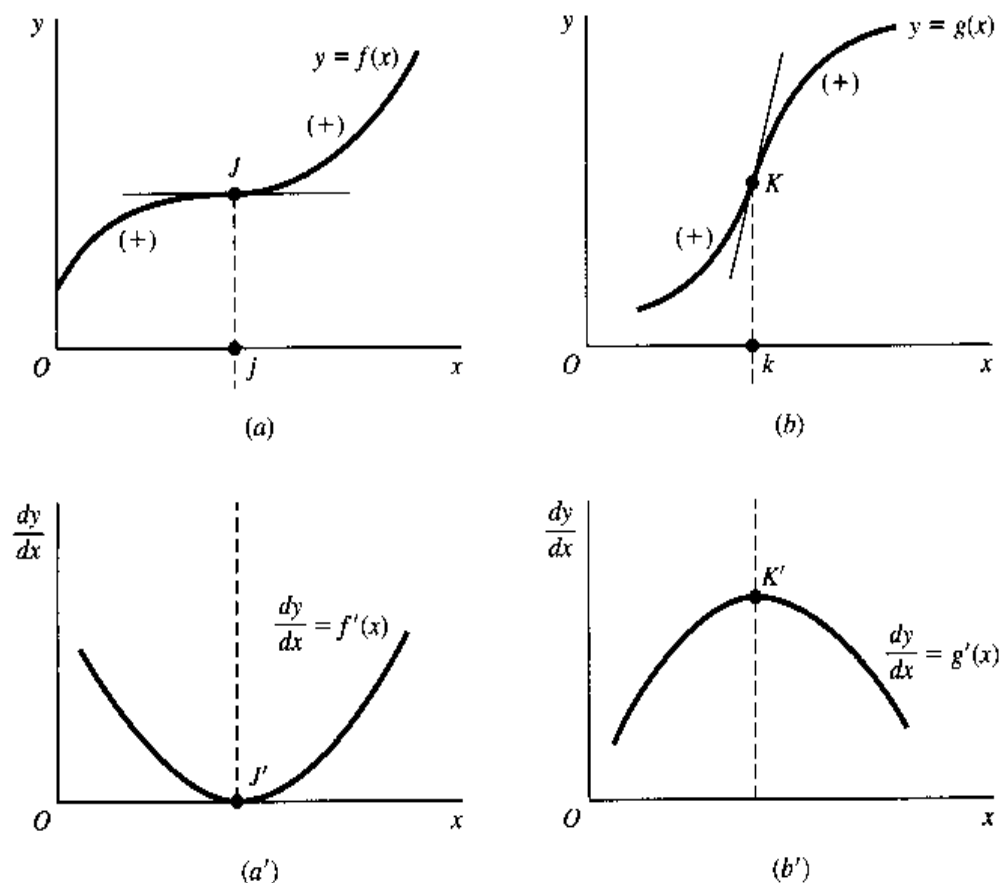 y
y = f(x)
(+)
J
(+)
O
j
x
(a)
y
y = g(x)
(+)
K
(+)
O
k
x
(b)
dy
dx
dy
dx = f′(x)
J′
O
x
(a′)
dy
dx
K′
dy
dx = g′(x)
O
x
(b′)